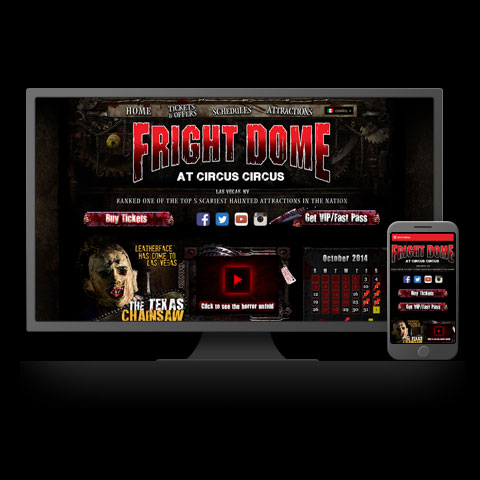 HOME
TICKETS & OFFERS
SCHEDULES
ATTRACTIONS
FRIGHT DOME
AT CIRCUS CIRCUS
LAS VEGAS NV
RANKED ONE OF THE TOP 5 SCARIEST HAUNTED ATTRACTIONS IN THE NATION
Buy Tickets
Get VIP/Fast Pass
LEATHERFACE
HAS COME TO
LAS VEGAS
THE TEXAS
CHAINSAW
Click to see the horror unfold
October 2014
S M T W T F S
FRIGHT DOME
AT CIRCUS CIRCUS
Buy Tickets
Get VIP/Fast Pass
THE TEXAS
CHAINSAW